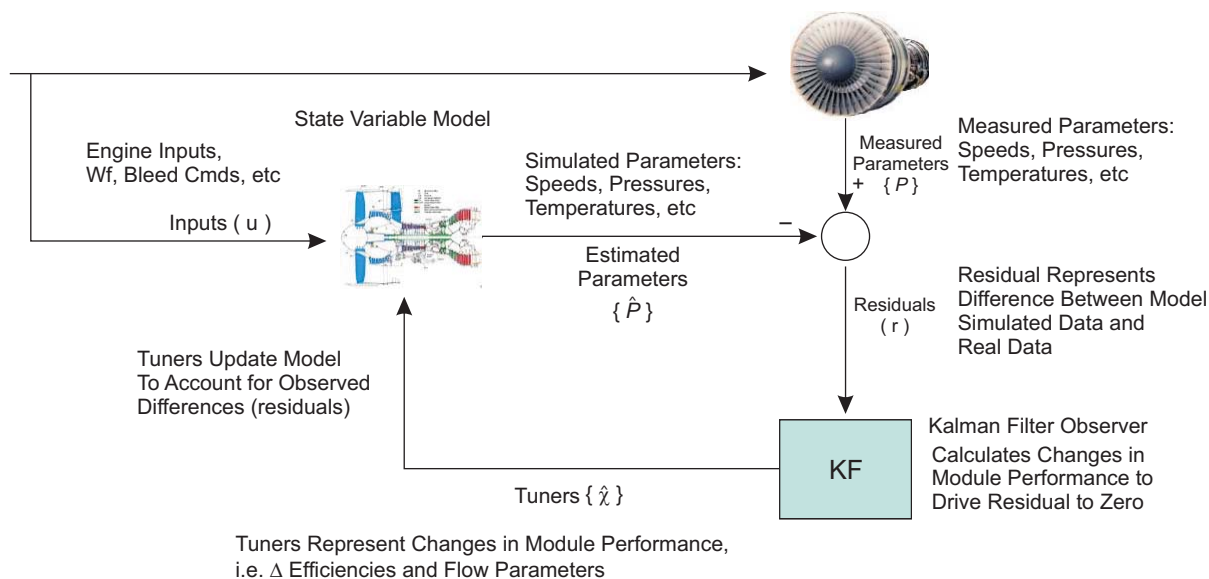 State Variable Model
Engine Inputs,
Wf, Bleed Cmds, etc
Inputs ( u )
Simulated Parameters:
Speeds, Pressures,
Temperatures, etc
Estimated
Parameters
{ P̂ }
Measured
Parameters
{ P }
+
−
Measured Parameters:
Speeds, Pressures,
Temperatures, etc
Residuals
( r )
Residual Represents
Difference Between Model
Simulated Data and
Real Data
Tuners Update Model
To Account for Observed
Differences (residuals)
KF
Kalman Filter Observer
Calculates Changes in
Module Performance to
Drive Residual to Zero
Tuners { χ̂ }
Tuners Represent Changes in Module Performance,
i.e. Δ Efficiencies and Flow Parameters